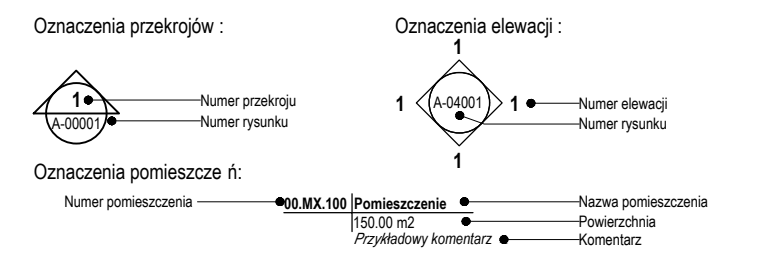 Oznaczenia przekrojów :
1
A-00001
Numer przekroju
Numer rysunku
Oznaczenia elewacji :
1
1
A-04001
1
1
Numer elewacji
Numer rysunku
Oznaczenia pomieszcze ń:
Numer pomieszczenia
00.MX.100 Pomieszczenie
Nazwa pomieszczenia
150.00 m2
Powierzchnia
Przykładowy komentarz
Komentarz